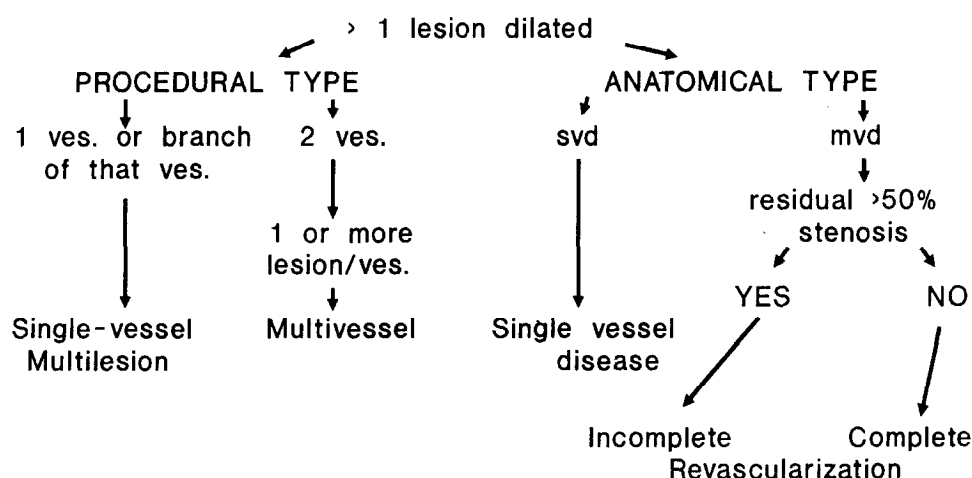 > 1 lesion dilated
PROCEDURAL TYPE
ANATOMICAL TYPE
1 ves. or branch
of that ves.
2 ves.
svd
mvd
1 or more
lesion/ves.
residual >50%
stenosis
YES
NO
Single-vessel
Multilesion
Multivessel
Single vessel
disease
Incomplete
Complete
Revascularization